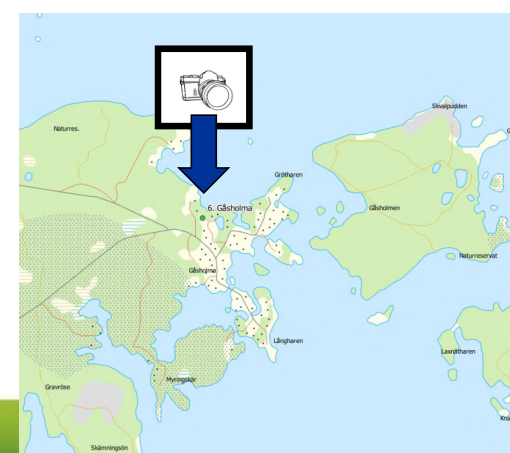 Skvalpudden
Naturres.
Grötharen
6. Gåsholma
Gåsholmen
Naturreservat
Gåsholma
Långharen
Laxnätharen
Myringskär
Gravröse
Skämningsön